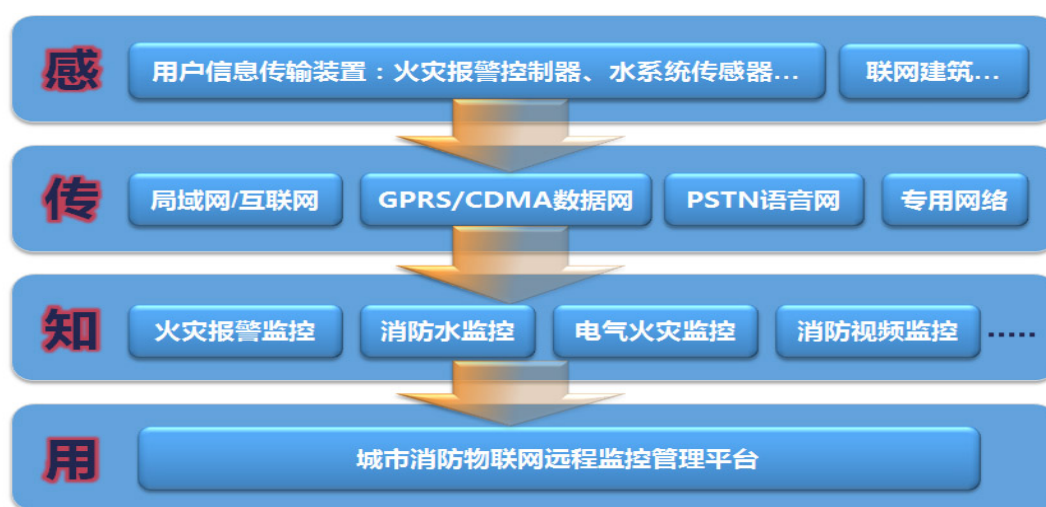 感
用户信息传输装置：火灾报警控制器、水系统传感器...
联网建筑...
传
局域网/互联网
GPRS/CDMA数据网
PSTN语音网
专用网络
知
火灾报警监控
消防水监控
电气火灾监控
消防视频监控
......
用
城市消防物联网远程监控管理平台